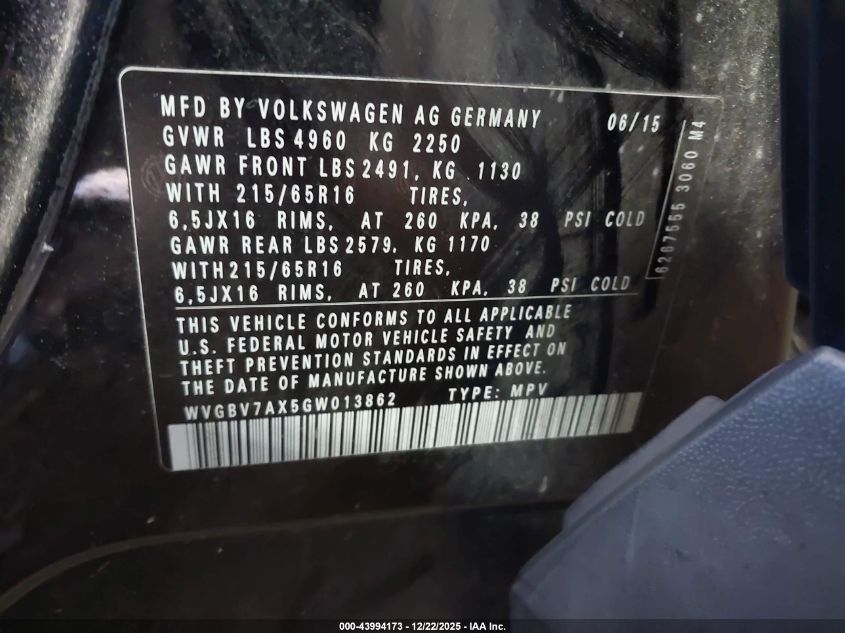 MFD BY VOLKSWAGEN AG GERMANY 06/15
GVWR LBS 4960 KG 2250
GAWR FRONT LBS 2491, KG 1130
WITH 215/65R16 TIRES,
6,5JX16 RIMS, AT 260 KPA, 38 PSI COLD
GAWR REAR LBS 2579, KG 1170
WITH 215/65R16 TIRES,
6,5JX16 RIMS, AT 260 KPA, 38 PSI COLD
THIS VEHICLE CONFORMS TO ALL APPLICABLE
U.S. FEDERAL MOTOR VEHICLE SAFETY AND
THEFT PREVENTION STANDARDS IN EFFECT ON
THE DATE OF MANUFACTURE SHOWN ABOVE.
WVGBV7AX5GW013862 TYPE: MPV
6267555 3060 M4
000-43994173 - 12/22/2025 - IAA Inc.